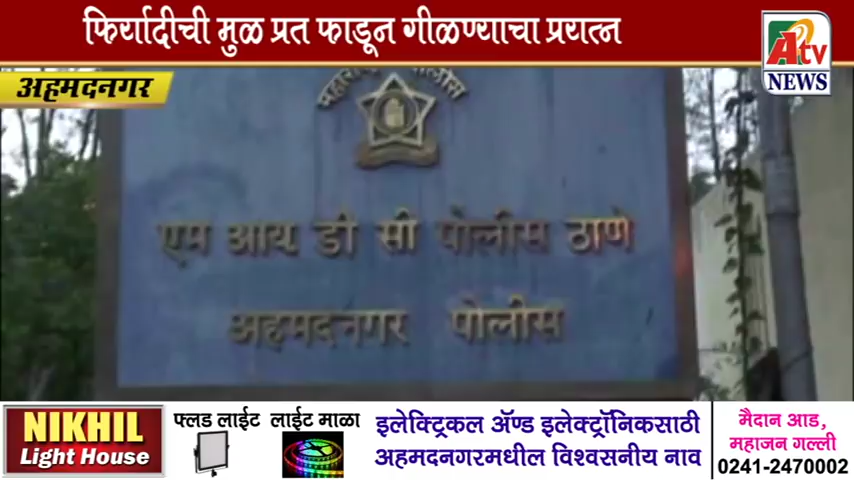 फिर्यादीची मुळ प्रत फाडून गीळण्याचा प्रयत्न
Atv
NEWS
अहमदनगर
एम आय डी सी पोलीस ठाणे
अहमदनगर पोलीस
NIKHIL
Light House
फ्लड लाईट लाईट माळा
इलेक्ट्रिकल ॲण्ड इलेक्ट्रॉनिकसाठी
अहमदनगरमधील विश्वसनीय नाव
मैदान आड,
महाजन गल्ली
0241-2470002